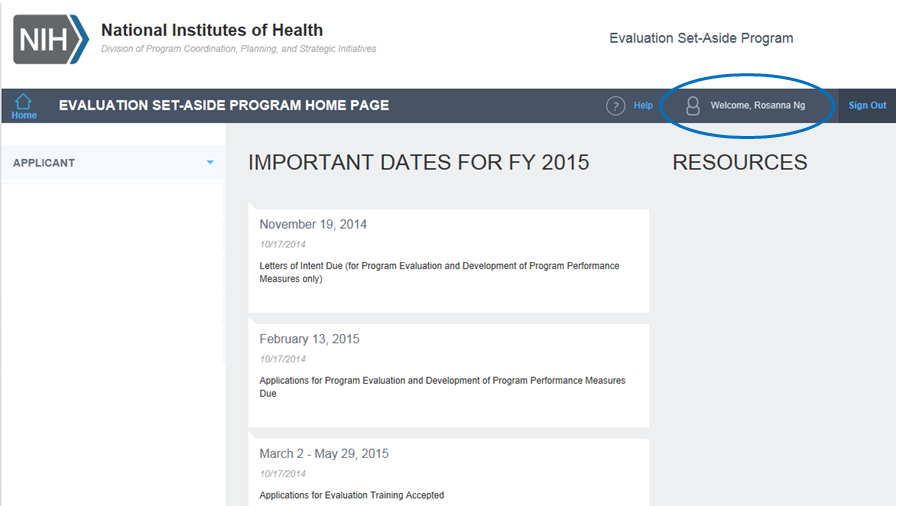 NIH
National Institutes of Health
Division of Program Coordination, Planning, and Strategic Initiatives
Evaluation Set-Aside Program
Home
EVALUATION SET-ASIDE PROGRAM HOME PAGE
? Help
Welcome, Rosanna Ng
Sign Out
APPLICANT
IMPORTANT DATES FOR FY 2015
RESOURCES
November 19, 2014
10/17/2014
Letters of Intent Due (for Program Evaluation and Development of Program Performance
Measures only)
February 13, 2015
10/17/2014
Applications for Program Evaluation and Development of Program Performance Measures
Due
March 2 - May 29, 2015
10/17/2014
Applications for Evaluation Training Accepted